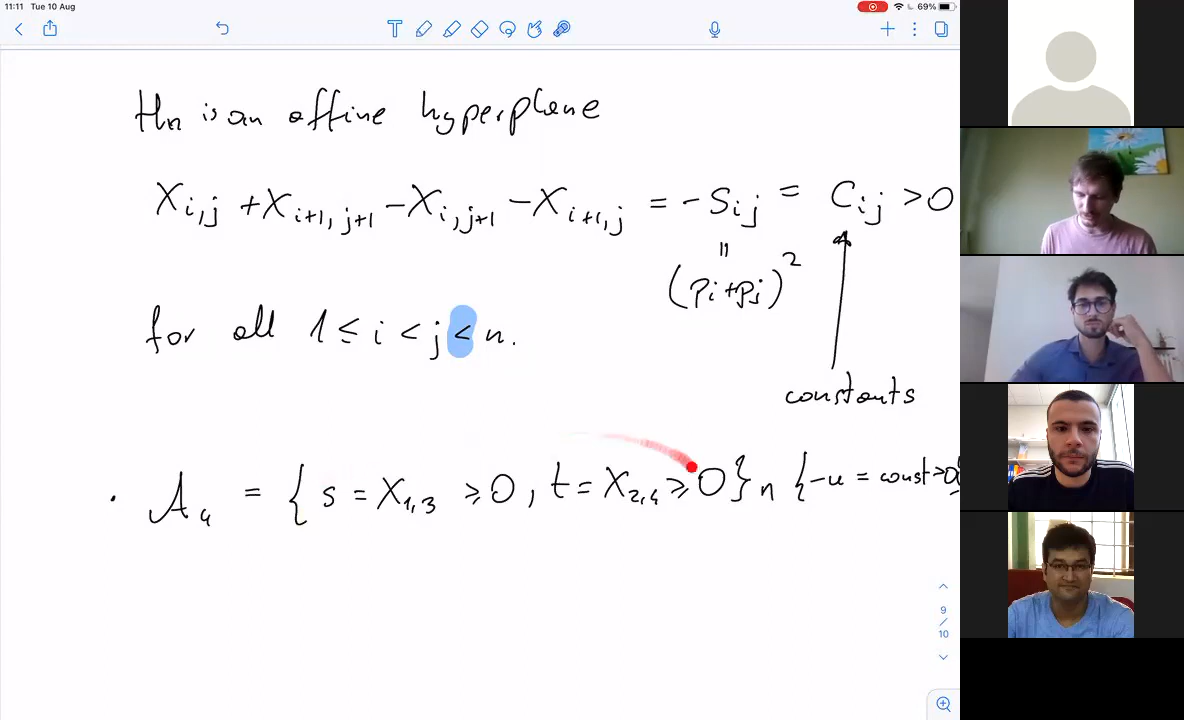 11:11 Tue 10 Aug
69%
Hn is an affine hyperplane
X_{i,j} + X_{i+1,j+1} - X_{i,j+1} - X_{i+1,j} = -S_{ij} = C_{ij} > 0
"
(p_i + p_j)^2
for all 1 ≤ i < j < n.
constants
· A_4 = { s = X_{1,3} ≥ 0, t = X_{2,4} ≥ 0 } ∩ { -u = const > 0
9
/
10